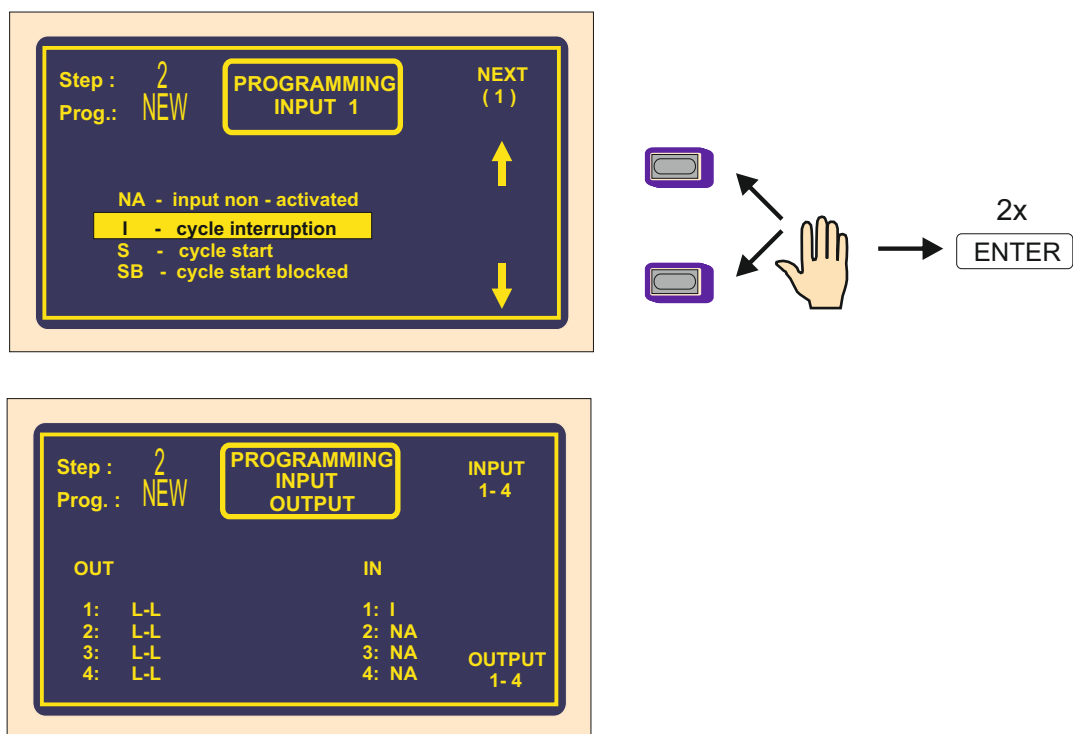 Step : 2
Prog.: NEW
PROGRAMMING
INPUT 1
NEXT
( 1 )
NA - input non - activated
I - cycle interruption
S - cycle start
SB - cycle start blocked
2x
ENTER
Step : 2
Prog. : NEW
PROGRAMMING
INPUT
OUTPUT
INPUT
1- 4
OUT IN
1: L-L 1: I
2: L-L 2: NA
3: L-L 3: NA
4: L-L 4: NA
OUTPUT
1- 4